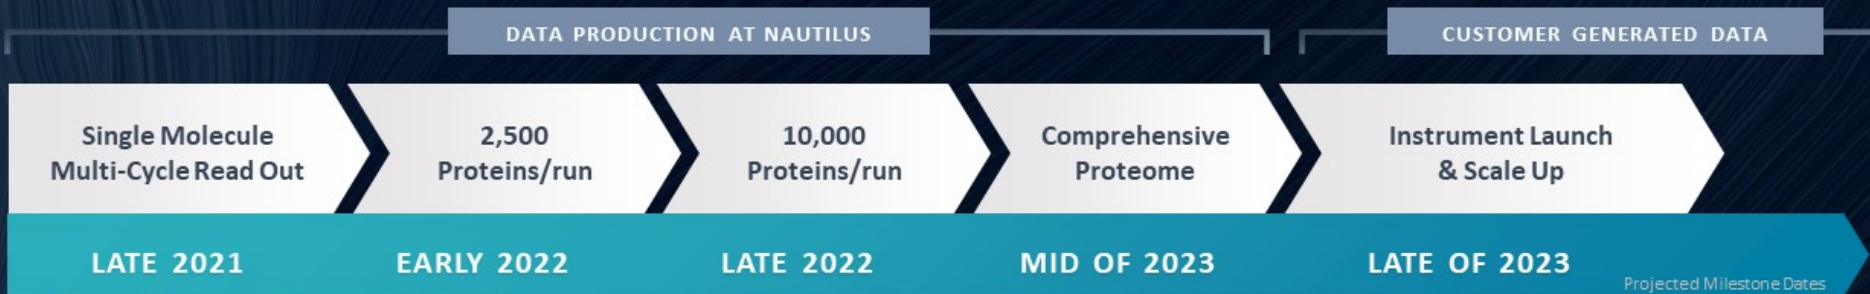 DATA PRODUCTION AT NAUTILUS
CUSTOMER GENERATED DATA
Single Molecule
Multi-Cycle Read Out
2,500
Proteins/run
10,000
Proteins/run
Comprehensive
Proteome
Instrument Launch
& Scale Up
LATE 2021
EARLY 2022
LATE 2022
MID OF 2023
LATE OF 2023
Projected Milestone Dates